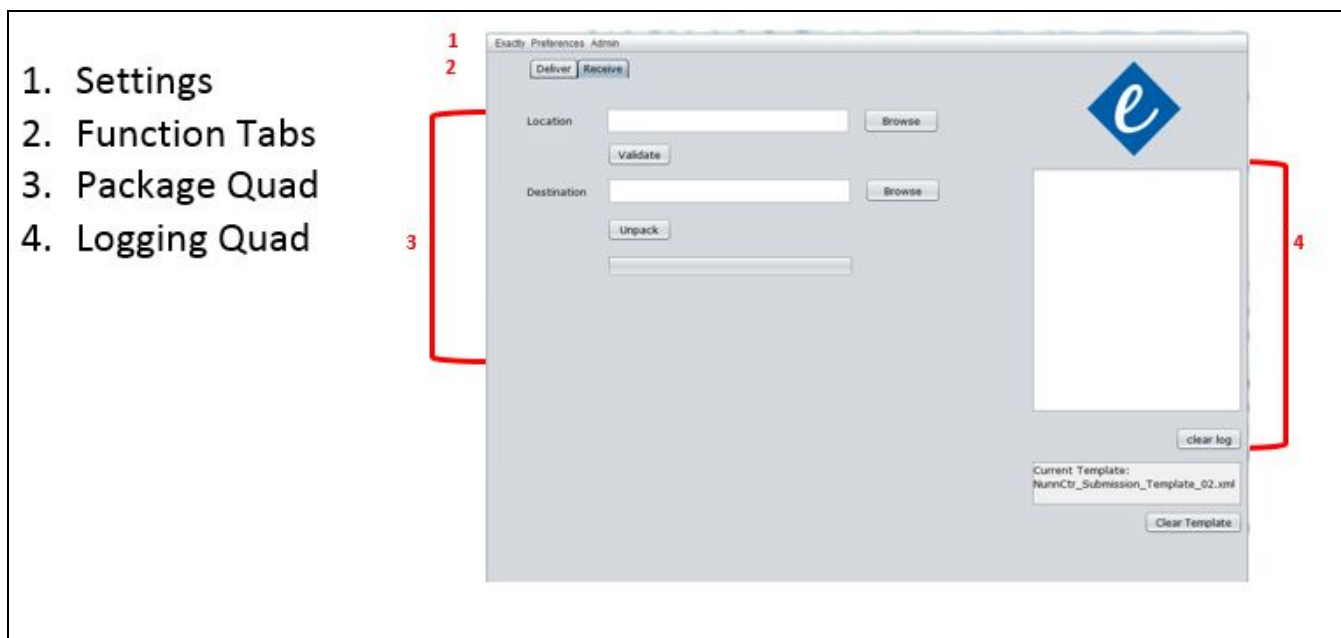 1. Settings
2. Function Tabs
3. Package Quad
4. Logging Quad
1
Exactly Preferences Admin
2
Deliver Receive
Location Browse
Validate
Destination Browse
Unpack
3
e
4
clear log
Current Template:
NunnCtr_Submission_Template_02.xml
Clear Template